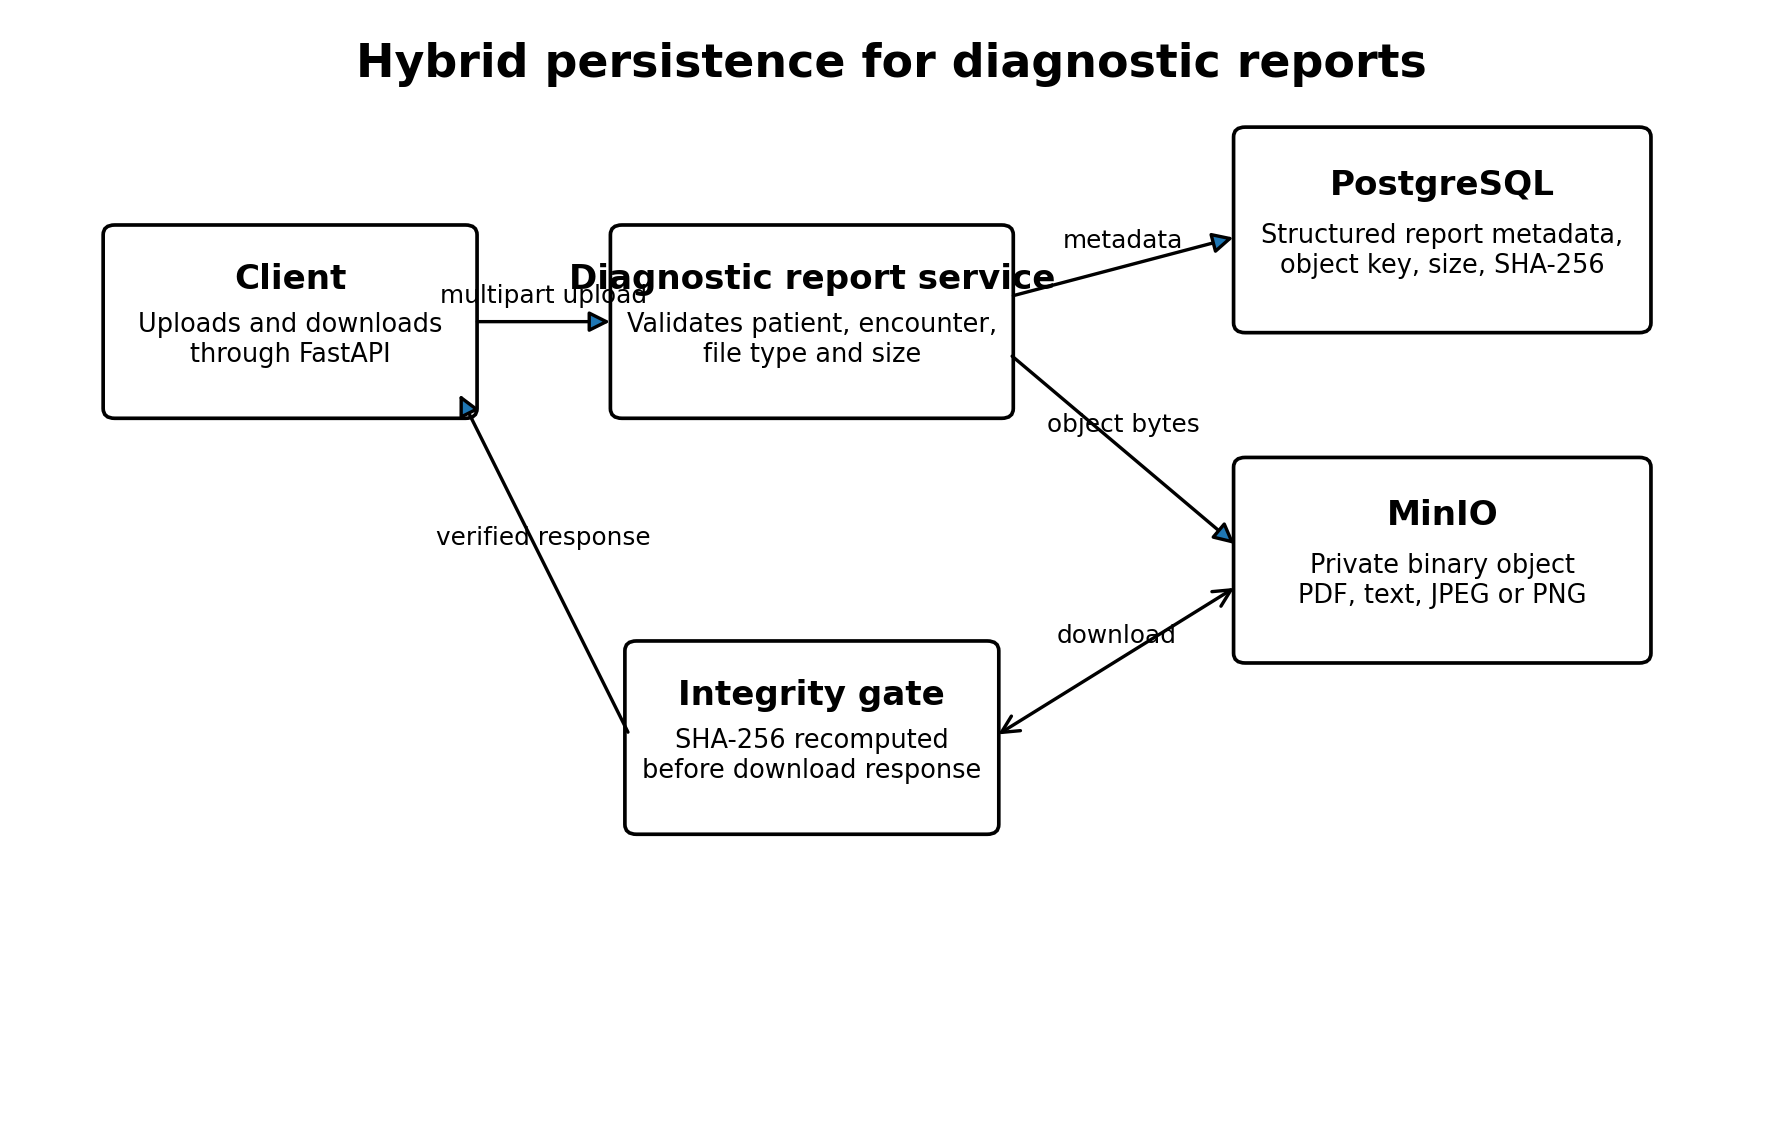 Hybrid persistence for diagnostic reports
PostgreSQL
Structured report metadata,
object key, size, SHA-256
metadata
Client
Uploads and downloads
through FastAPI
multipart upload
Diagnostic report service
Validates patient, encounter,
file type and size
object bytes
MinIO
Private binary object
PDF, text, JPEG or PNG
verified response
download
Integrity gate
SHA-256 recomputed
before download response